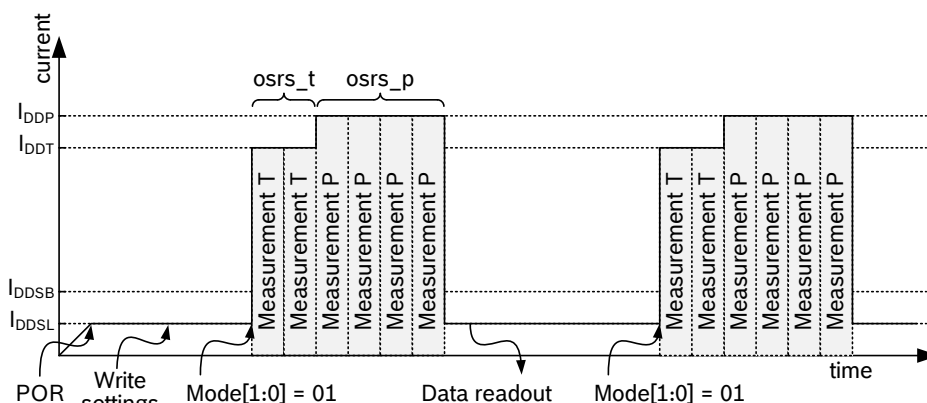 current
osrs_t
osrs_p
IDDP
IDDT
IDDSB
IDDSL
Measurement T
Measurement T
Measurement P
Measurement P
Measurement P
Measurement P
Measurement T
Measurement T
Measurement P
Measurement P
Measurement P
Measurement P
time
POR
Write
settings
Mode[1:0] = 01
Data readout
Mode[1:0] = 01